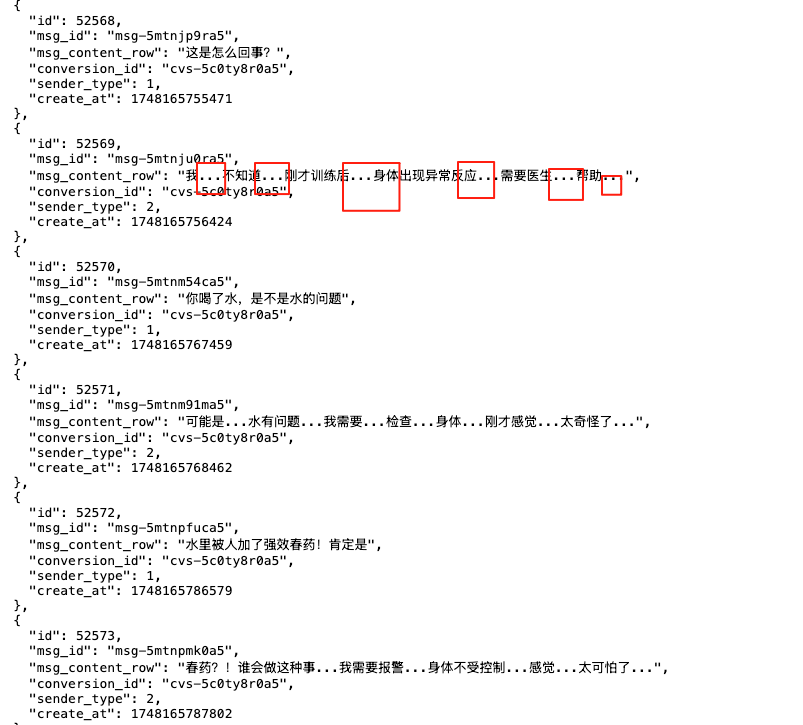 {
"id": 52568,
"msg_id": "msg-5mtnjp9ra5",
"msg_content_row": "这是怎么回事？",
"conversion_id": "cvs-5c0ty8r0a5",
"sender_type": 1,
"create_at": 1748165755471
},
{
"id": 52569,
"msg_id": "msg-5mtnju0ra5",
"msg_content_row": "我...不知道...刚才训练后...身体出现异常反应...需要医生...帮助...",
"conversion_id": "cvs-5c0ty8r0a5",
"sender_type": 2,
"create_at": 1748165756424
},
{
"id": 52570,
"msg_id": "msg-5mtnm54ca5",
"msg_content_row": "你喝了水，是不是水的问题",
"conversion_id": "cvs-5c0ty8r0a5",
"sender_type": 1,
"create_at": 1748165767459
},
{
"id": 52571,
"msg_id": "msg-5mtnm91ma5",
"msg_content_row": "可能是...水有问题...我需要...检查...身体...刚才感觉...太奇怪了...",
"conversion_id": "cvs-5c0ty8r0a5",
"sender_type": 2,
"create_at": 1748165768462
},
{
"id": 52572,
"msg_id": "msg-5mtnpfuca5",
"msg_content_row": "水里被人加了强效春药！肯定是",
"conversion_id": "cvs-5c0ty8r0a5",
"sender_type": 1,
"create_at": 1748165786579
},
{
"id": 52573,
"msg_id": "msg-5mtnpmk0a5",
"msg_content_row": "春药？！谁会做这种事...我需要报警...身体不受控制...感觉...太可怕了...",
"conversion_id": "cvs-5c0ty8r0a5",
"sender_type": 2,
"create_at": 1748165787802